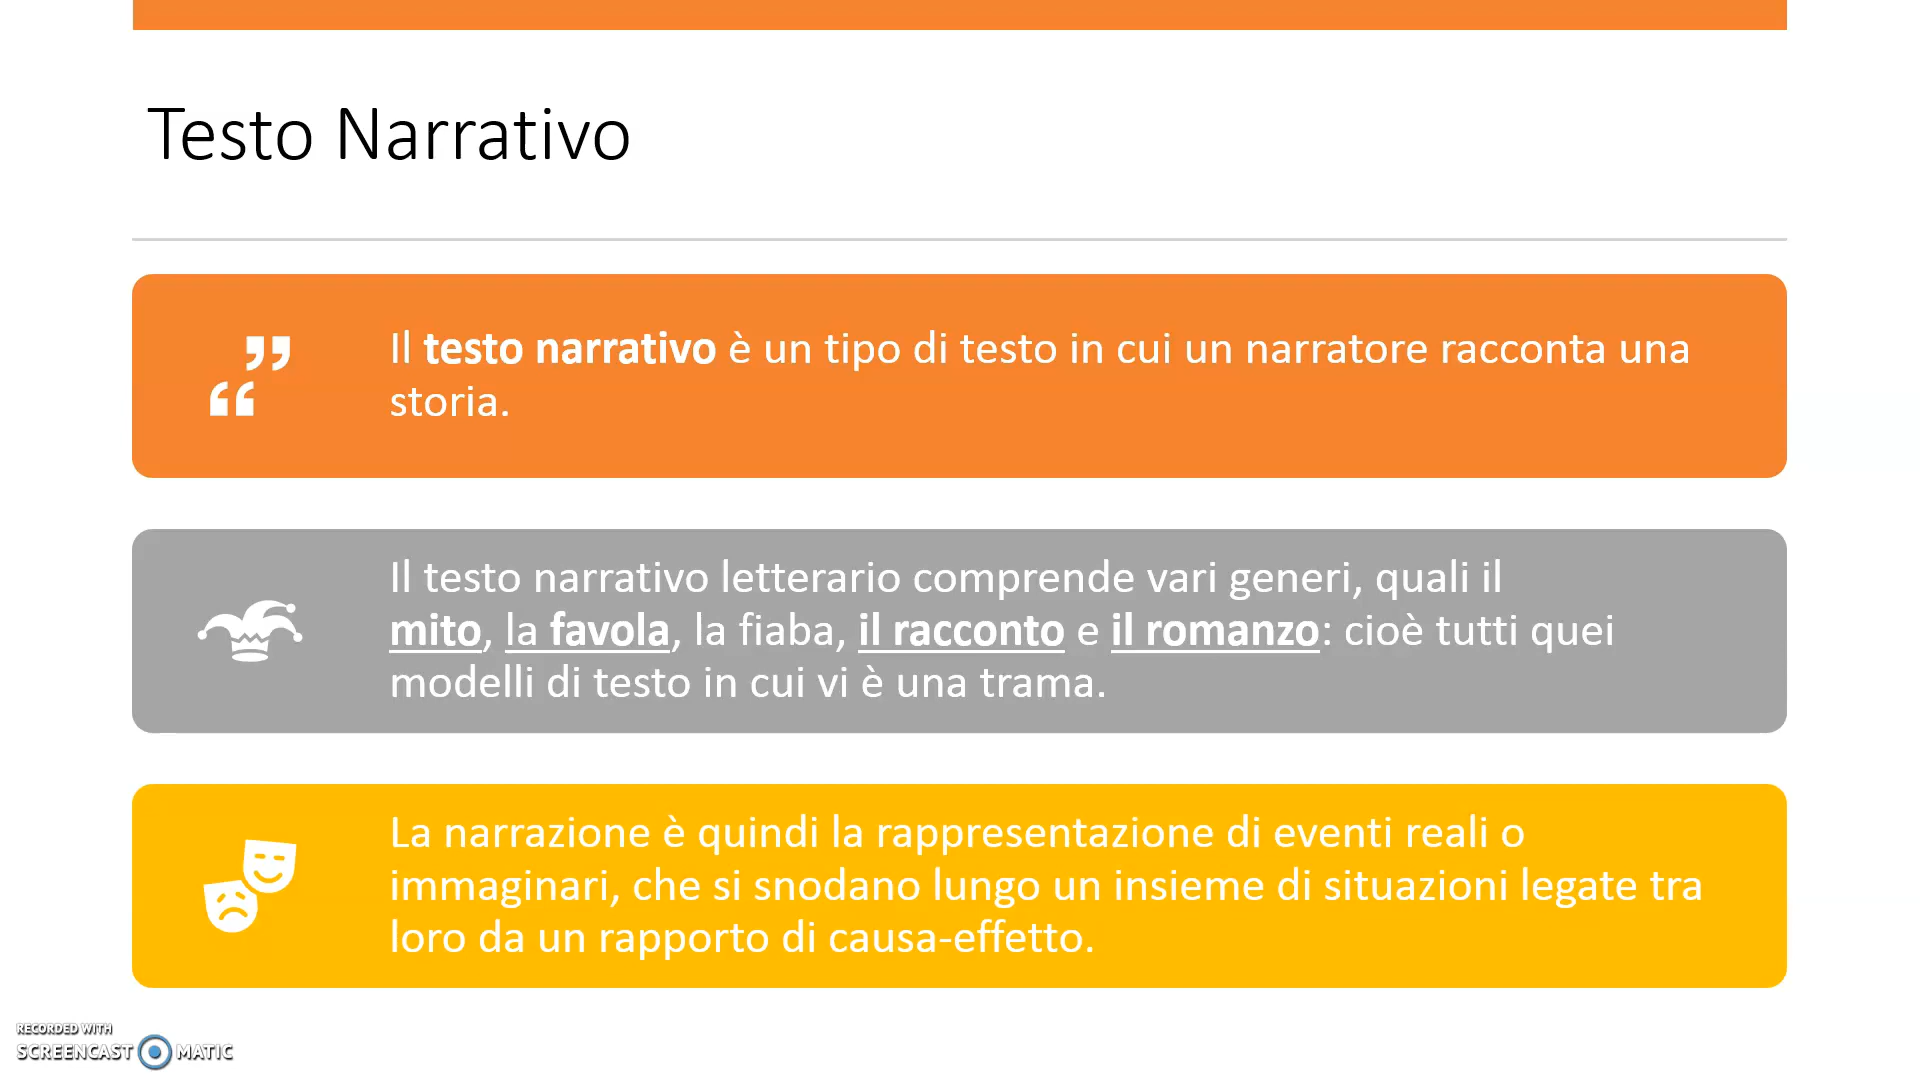 Testo Narrativo
Il testo narrativo è un tipo di testo in cui un narratore racconta una
storia.
Il testo narrativo letterario comprende vari generi, quali il
mito, la favola, la fiaba, il racconto e il romanzo: cioè tutti quei
modelli di testo in cui vi è una trama.
La narrazione è quindi la rappresentazione di eventi reali o
immaginari, che si snodano lungo un insieme di situazioni legate tra
loro da un rapporto di causa-effetto.
RECORDED WITH
SCREENCAST MATIC